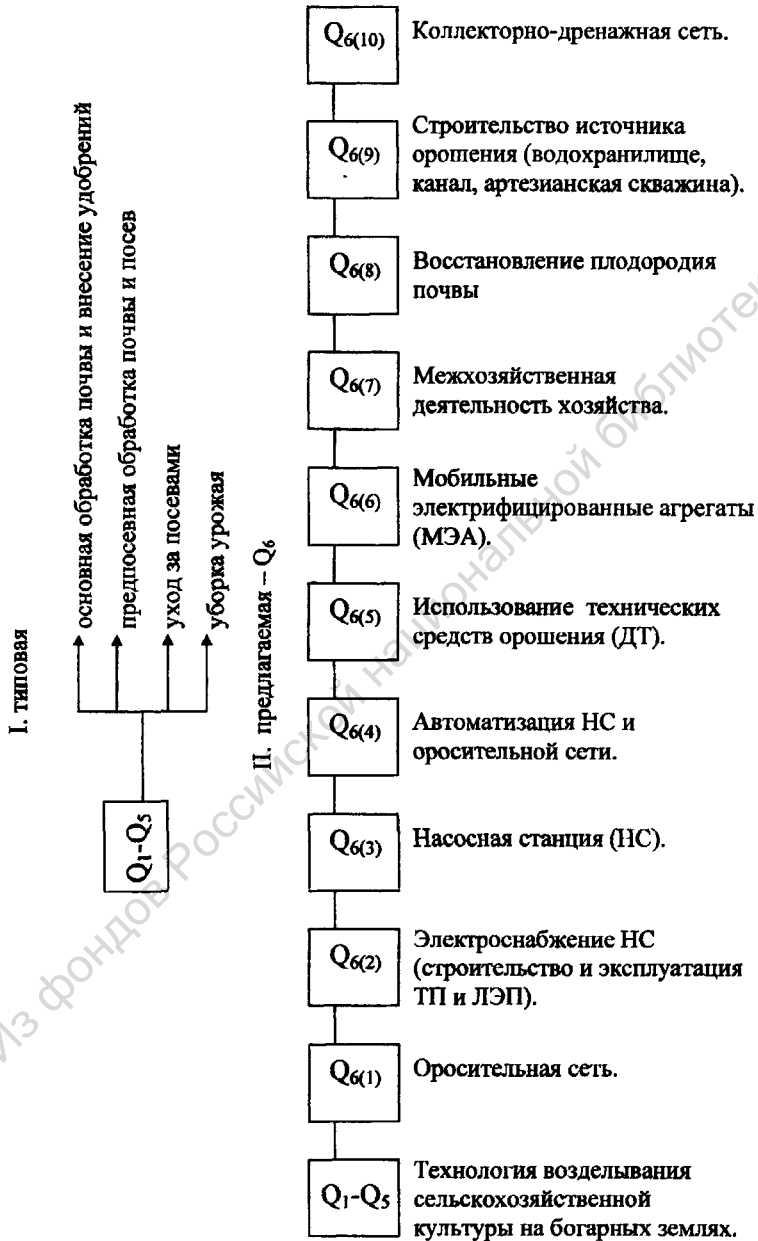 I. типовая
основная обработка почвы и внесение удобрений
предпосевная обработка почвы и посев
уход за посевами
уборка урожая
Q1-Q5
II. предлагаемая – Q6
Q6(10)
Коллекторно-дренажная сеть.
Q6(9)
Строительство источника
орошения (водохранилище,
канал, артезианская скважина).
Q6(8)
Восстановление плодородия
почвы
Q6(7)
Межхозяйственная
деятельность хозяйства.
Q6(6)
Мобильные
электрифицированные агрегаты
(МЭА).
Q6(5)
Использование технических
средств орошения (ДТ).
Q6(4)
Автоматизация НС и
оросительной сети.
Q6(3)
Насосная станция (НС).
Q6(2)
Электроснабжение НС
(строительство и эксплуатация
ТП и ЛЭП).
Q6(1)
Оросительная сеть.
Q1-Q5
Технология возделывания
сельскохозяйственной
культуры на богарных землях.
Из фондов Российской национальной